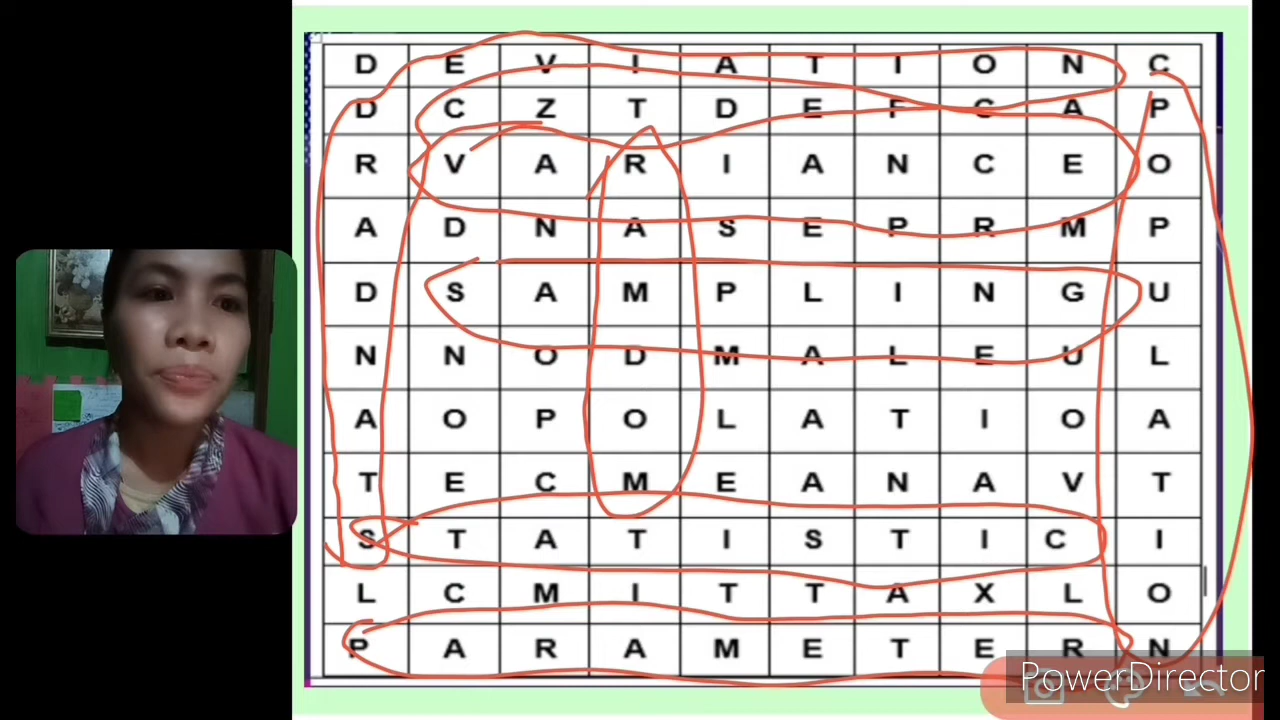 D E V I A T I O N C
D C Z T D E F C A P
R V A R I A N C E O
A D N A S E P R M P
D S A M P L I N G U
N N O D M A L E U L
A O P O L A T I O A
T E C M E A N A V T
S T A T I S T I C I
L C M I T T A X L O
P A R A M E T E R N
PowerDirector